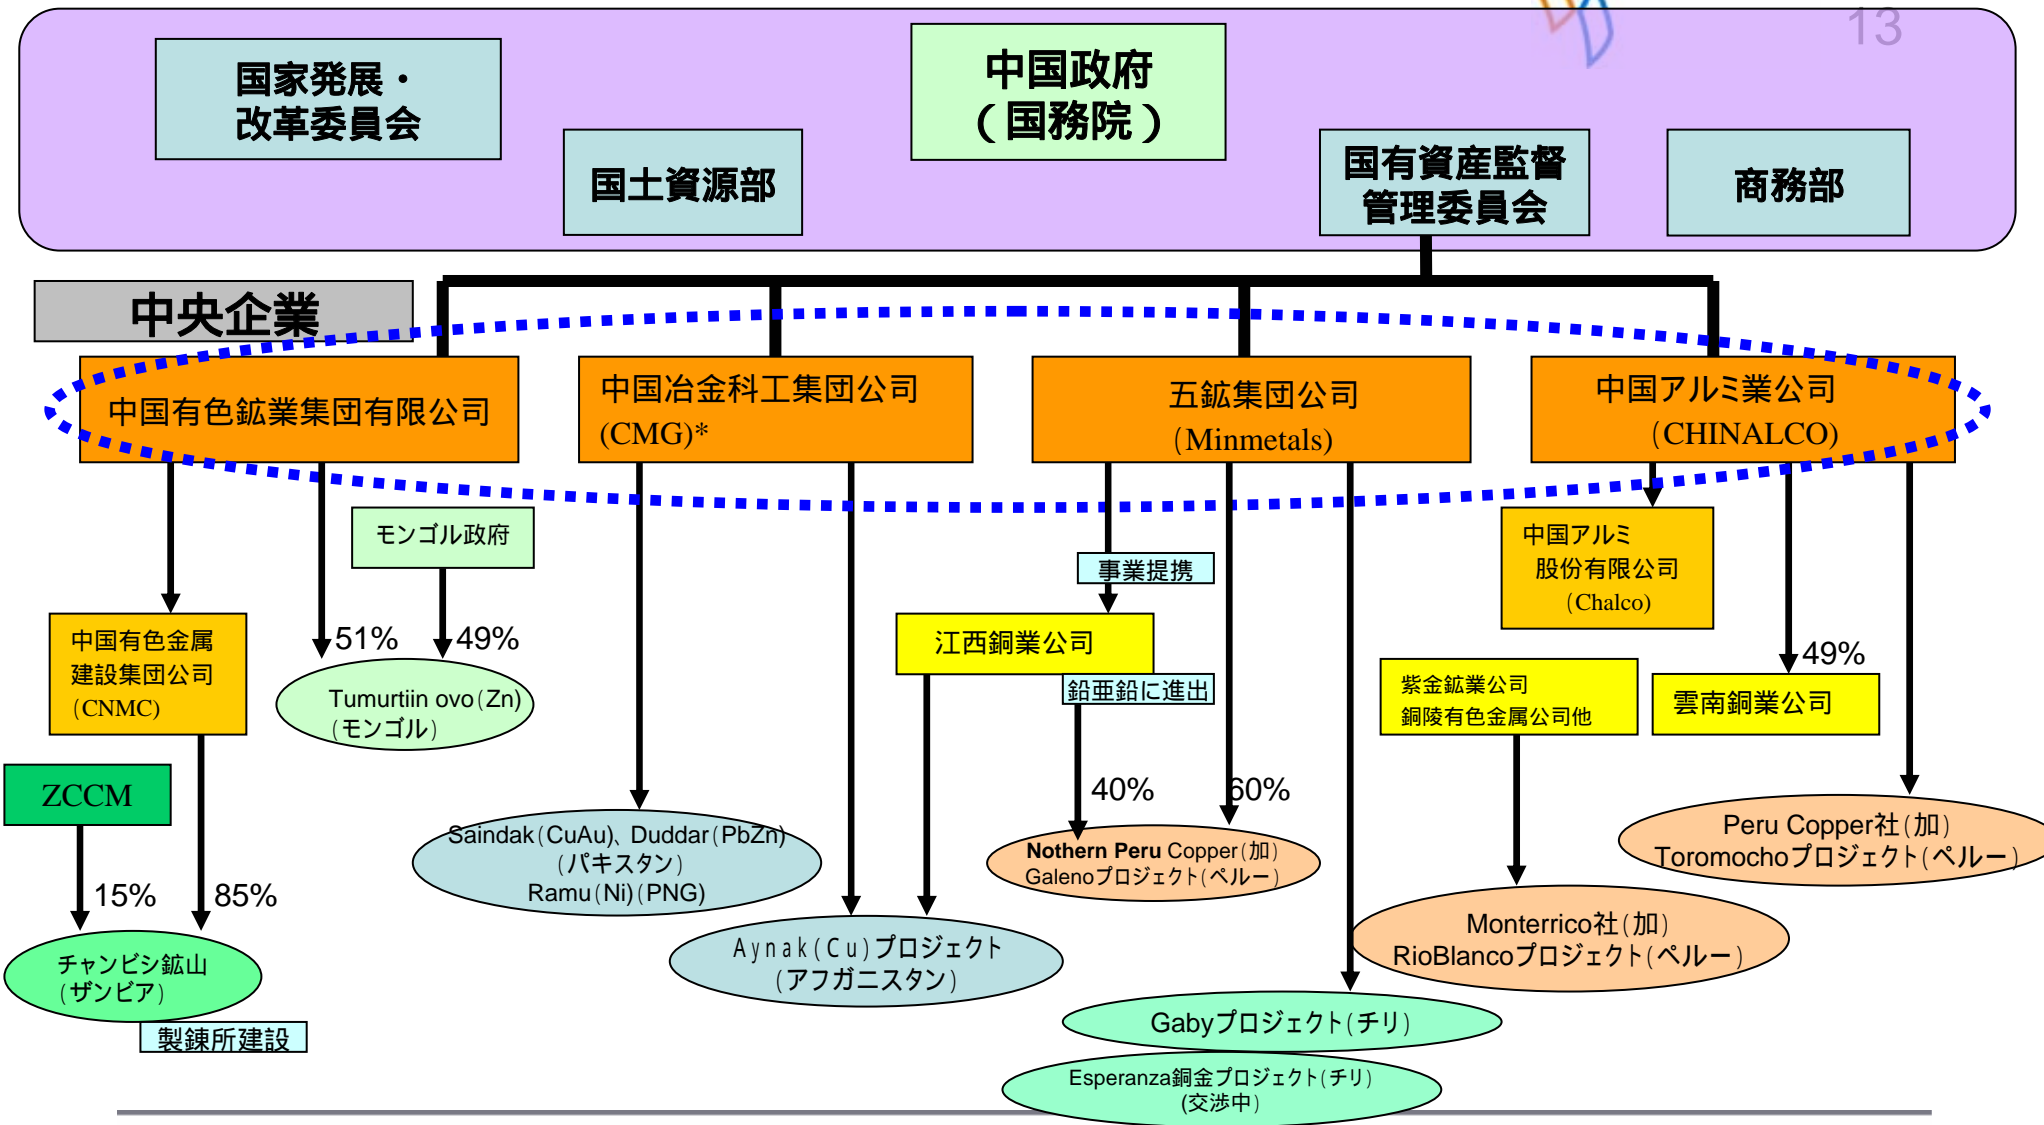 13
国家発展・
改革委員会
中国政府
（国務院）
国土資源部
国有資産監督
管理委員会
商務部
中央企業
中国有色鉱業集団有限公司
中国冶金科工集団公司
(CMG)*
五鉱集団公司
(Minmetals)
中国アルミ業公司
(CHINALCO)
モンゴル政府
事業提携
中国アルミ
股份有限公司
(Chalco)
中国有色金属
建設集団公司
(CNMC)
51%
49%
江西銅業公司
鉛亜鉛に進出
49%
紫金鉱業公司
銅陵有色金属公司他
雲南銅業公司
Tumurtiin ovo(Zn)
(モンゴル)
ZCCM
40%
60%
Saindak(CuAu)、Duddar(PbZn)
(パキスタン)
Ramu(Ni)(PNG)
Nothern Peru Copper(加)
Galenoプロジェクト(ペルー)
Peru Copper社(加)
Toromochoプロジェクト(ペルー)
15%
85%
Monterrico社(加)
RioBlancoプロジェクト(ペルー)
Aynak(Cu)プロジェクト
(アフガニスタン)
チャンビシ鉱山
(ザンビア)
製錬所建設
Gabyプロジェクト(チリ)
Esperanza銅金プロジェクト(チリ)
(交渉中)